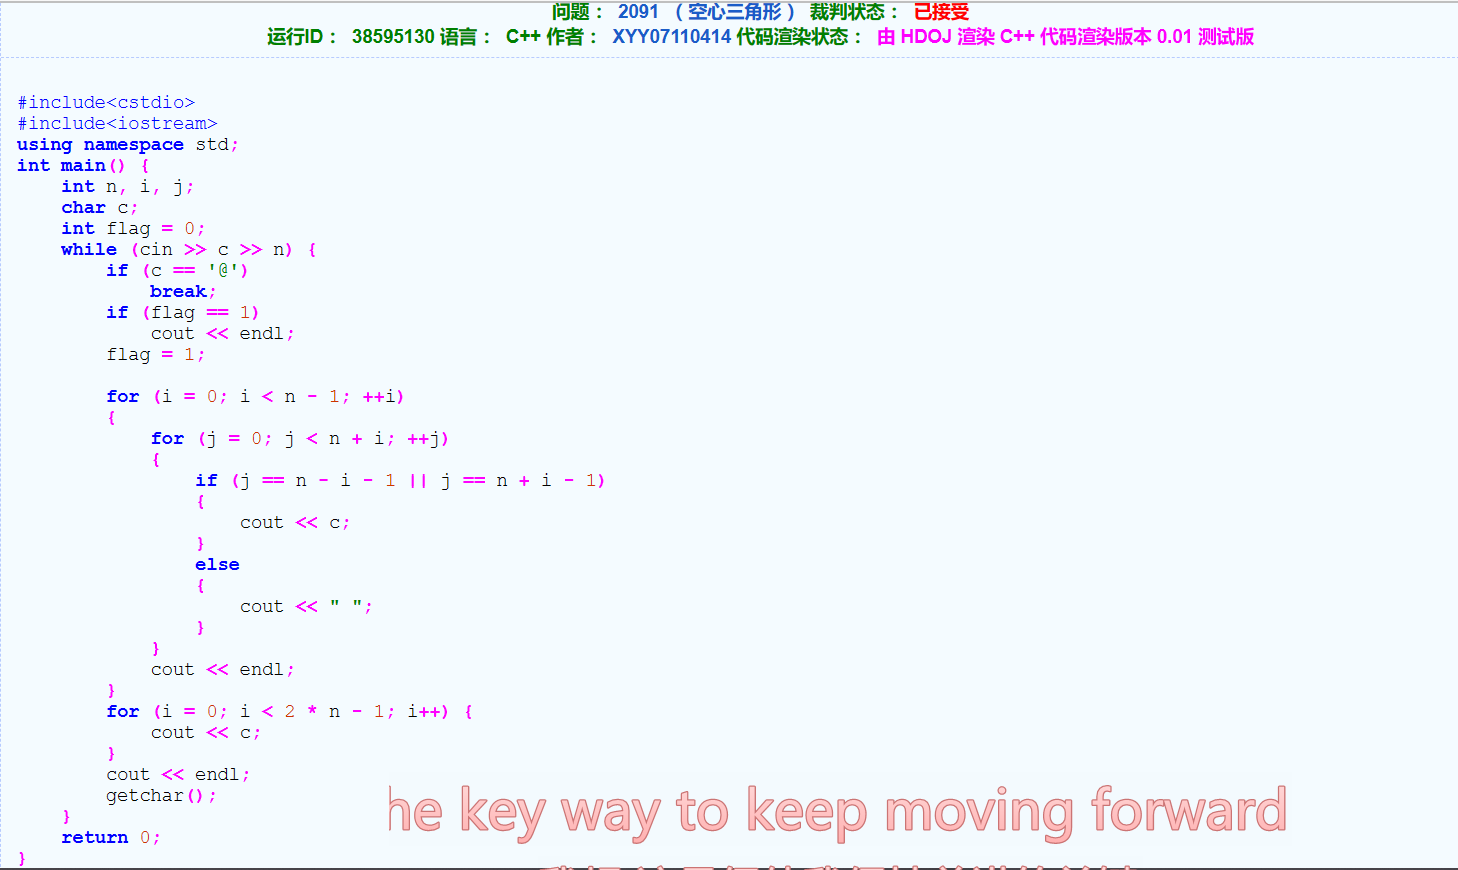 问题： 2091 （空心三角形） 裁判状态： 已接受
运行ID： 38595130 语言： C++ 作者： XYY07110414 代码渲染状态： 由 HDOJ 渲染 C++ 代码渲染版本 0.01 测试版
#include<cstdio>
#include<iostream>
using namespace std;
int main() {
    int n, i, j;
    char c;
    int flag = 0;
    while (cin >> c >> n) {
        if (c == '@')
            break;
        if (flag == 1)
            cout << endl;
        flag = 1;
        for (i = 0; i < n - 1; ++i)
        {
            for (j = 0; j < n + i; ++j)
            {
                if (j == n - i - 1 || j == n + i - 1)
                {
                    cout << c;
                }
                else
                {
                    cout << " ";
                }
            }
            cout << endl;
        }
        for (i = 0; i < 2 * n - 1; i++) {
            cout << c;
        }
        cout << endl;
        getchar();
    }
    return 0;
}
he key way to keep moving forward